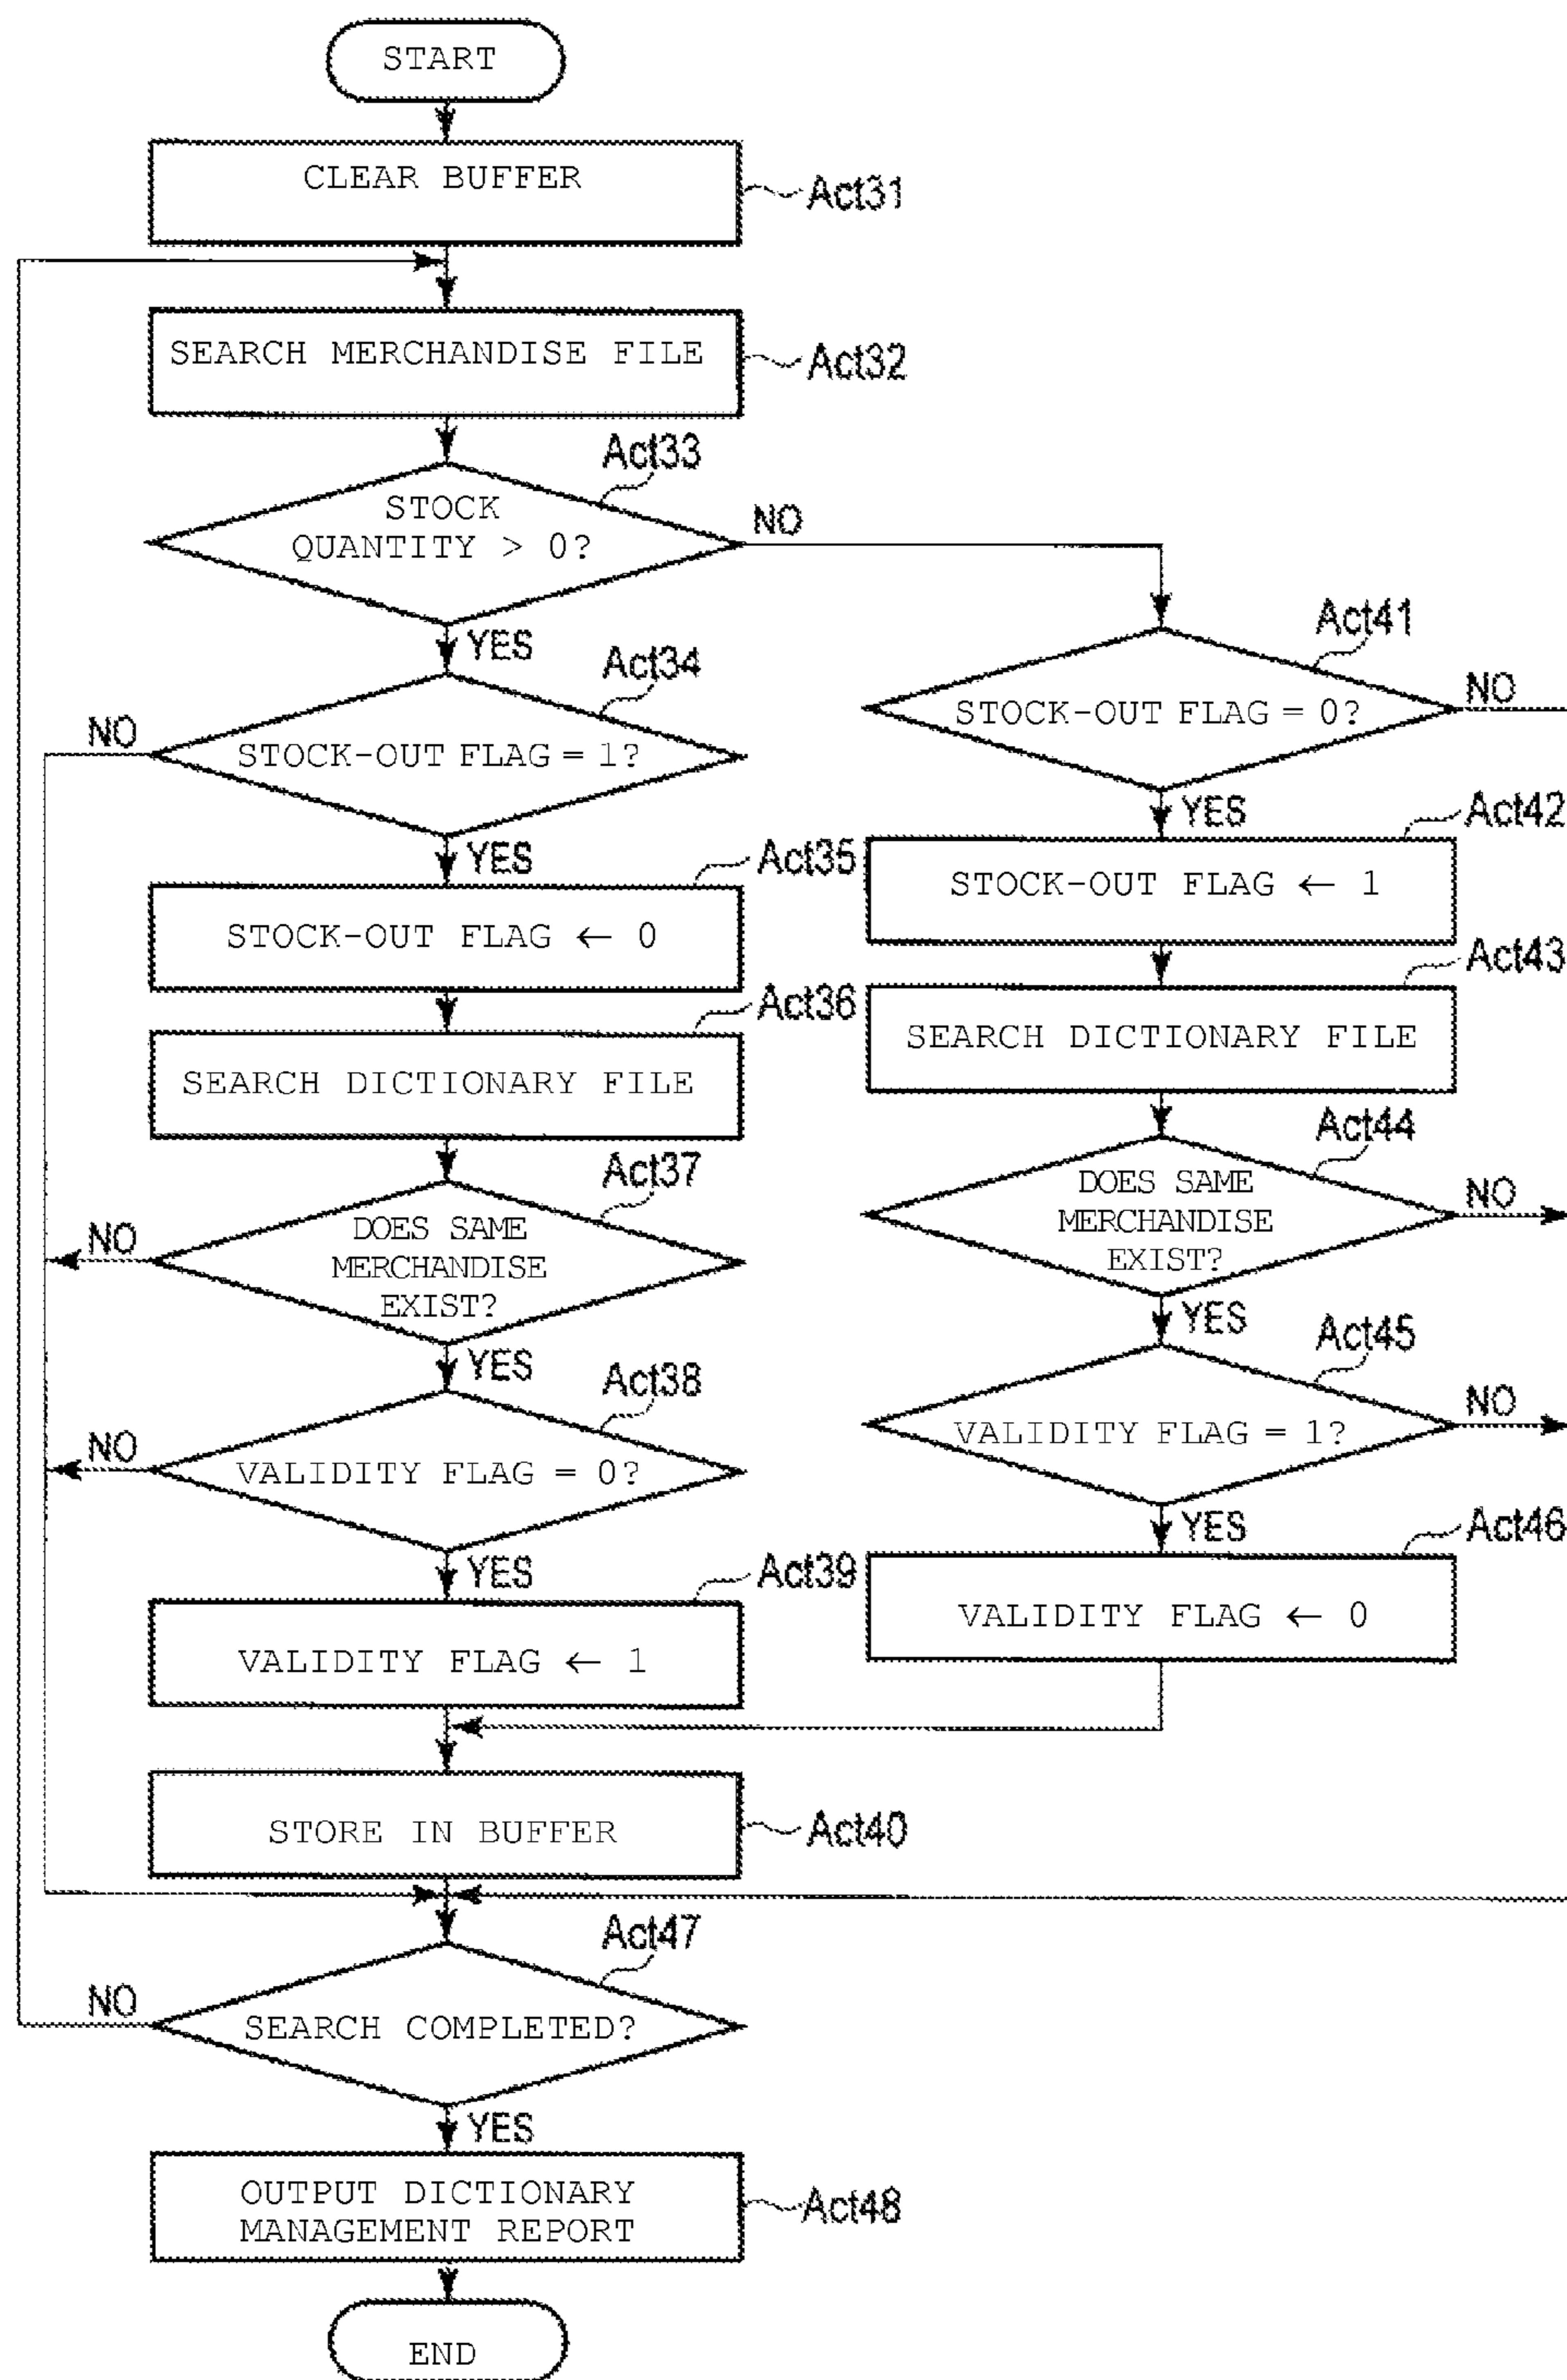 START
CLEAR BUFFER
Act31
SEARCH MERCHANDISE FILE
Act32
Act33
STOCK
QUANTITY > 0?
NO
YES
Act34
NO
STOCK-OUT FLAG = 1?
YES
Act35
STOCK-OUT FLAG ← 0
Act36
SEARCH DICTIONARY FILE
Act37
NO
DOES SAME
MERCHANDISE
EXIST?
YES
Act38
NO
VALIDITY FLAG = 0?
YES
Act39
VALIDITY FLAG ← 1
Act41
STOCK-OUT FLAG = 0?
NO
YES
Act42
STOCK-OUT FLAG ← 1
Act43
SEARCH DICTIONARY FILE
Act44
DOES SAME
MERCHANDISE
EXIST?
NO
YES
Act45
VALIDITY FLAG = 1?
NO
YES
Act46
VALIDITY FLAG ← 0
STORE IN BUFFER
Act40
Act47
NO
SEARCH COMPLETED?
YES
OUTPUT DICTIONARY
MANAGEMENT REPORT
Act48
END